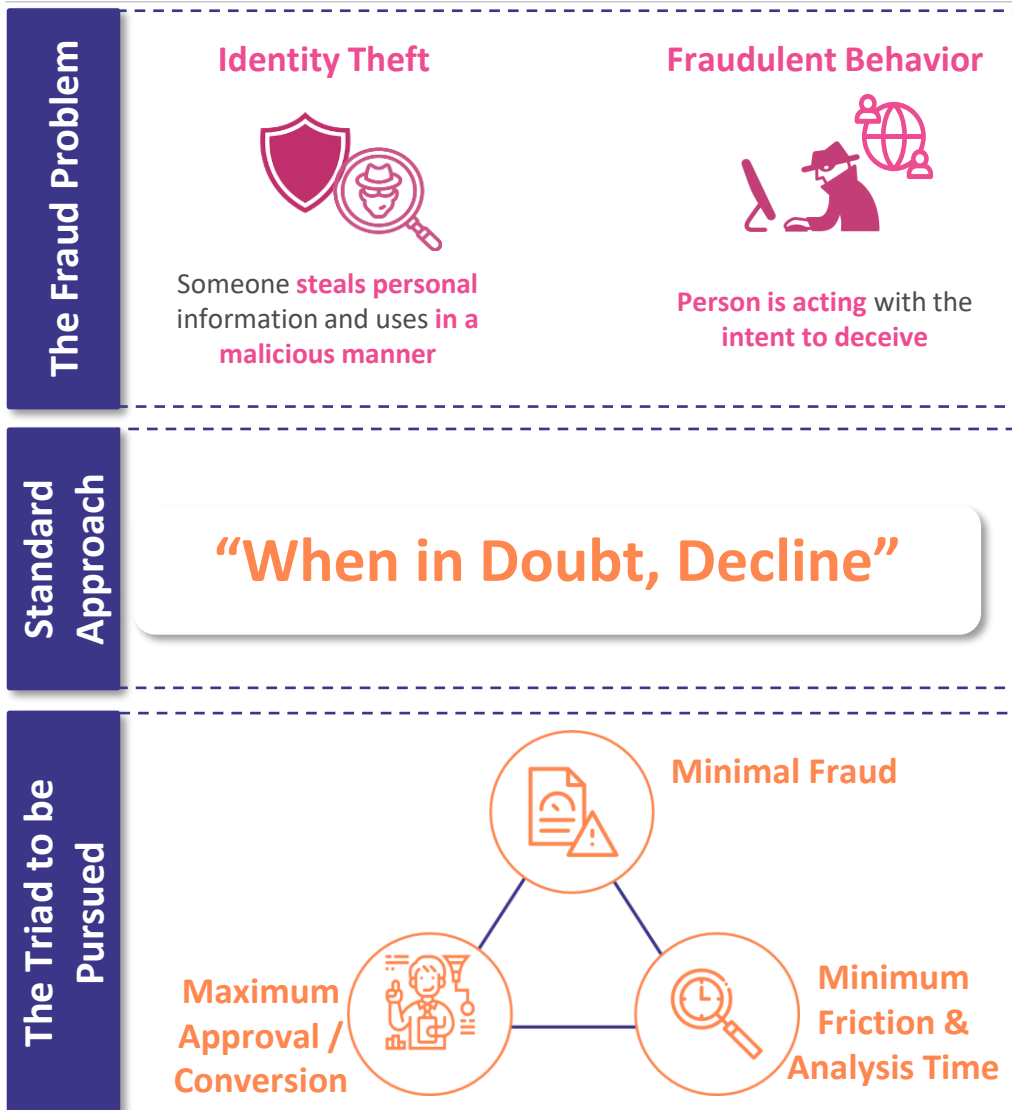 The Fraud Problem
Identity Theft
Fraudulent Behavior
Someone steals personal
information and uses in a
malicious manner
Person is acting with the
intent to deceive
Standard
Approach
“When in Doubt, Decline”
The Triad to be
Pursued
Minimal Fraud
Maximum
Approval /
Conversion
Minimum
Friction &
Analysis Time